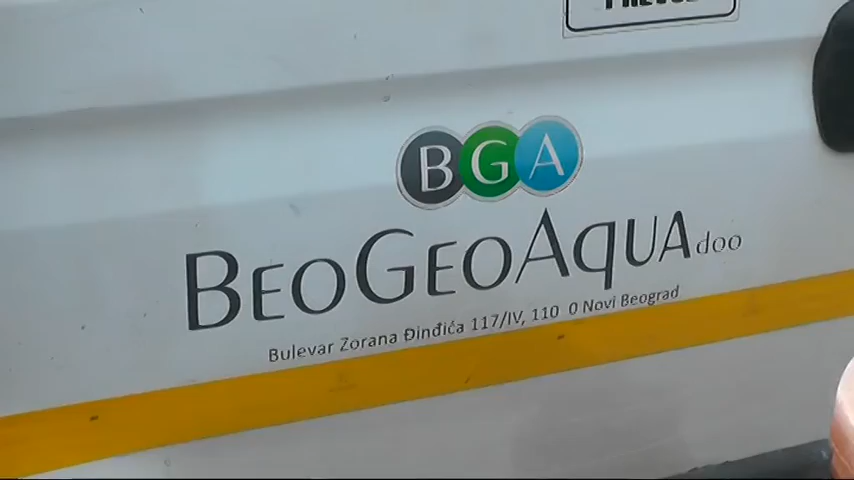 BGA
BEOGEOAQUA doo
Bulevar Zorana Đinđića 117/IV, 110 0 Novi Beograd